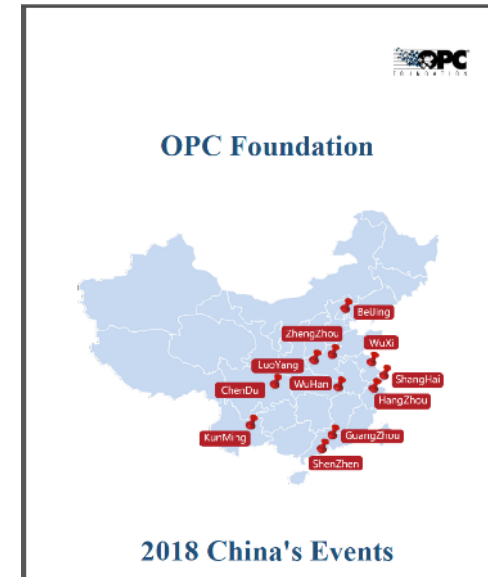 OPC
FOUNDATION
OPC Foundation
BeiJing
ZhengZhou
WuXi
LuoYang
ShangHai
ChenDu
WuHan
HangZhou
KunMing
GuangZhou
ShenZhen
2018 China's Events